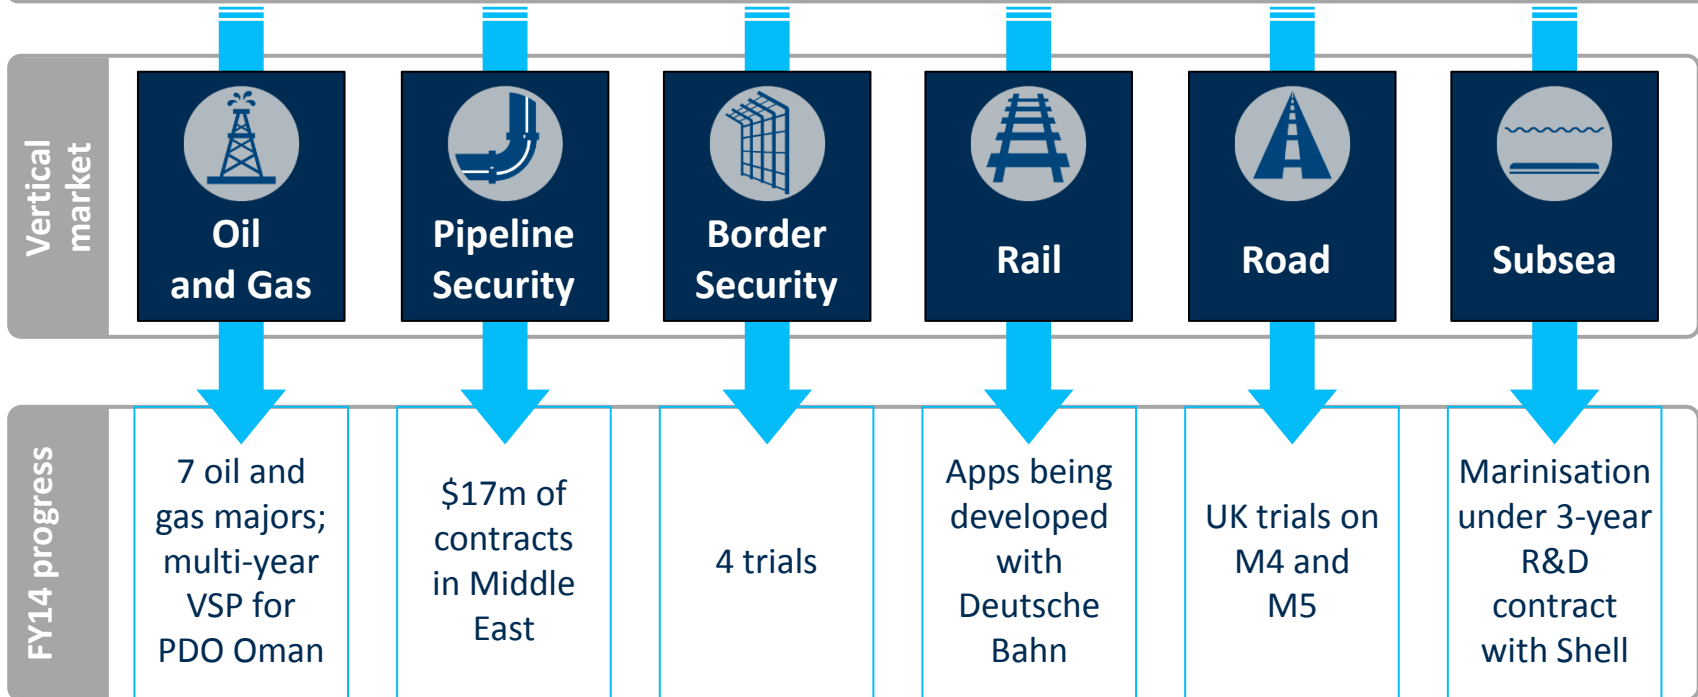 Vertical
market
Oil
and Gas
Pipeline
Security
Border
Security
Rail
Road
Subsea
FY14 progress
7 oil and
gas majors;
multi-year
VSP for
PDO Oman
$17m of
contracts
in Middle
East
4 trials
Apps being
developed
with
Deutsche
Bahn
UK trials on
M4 and
M5
Marinisation
under 3-year
R&D
contract
with Shell